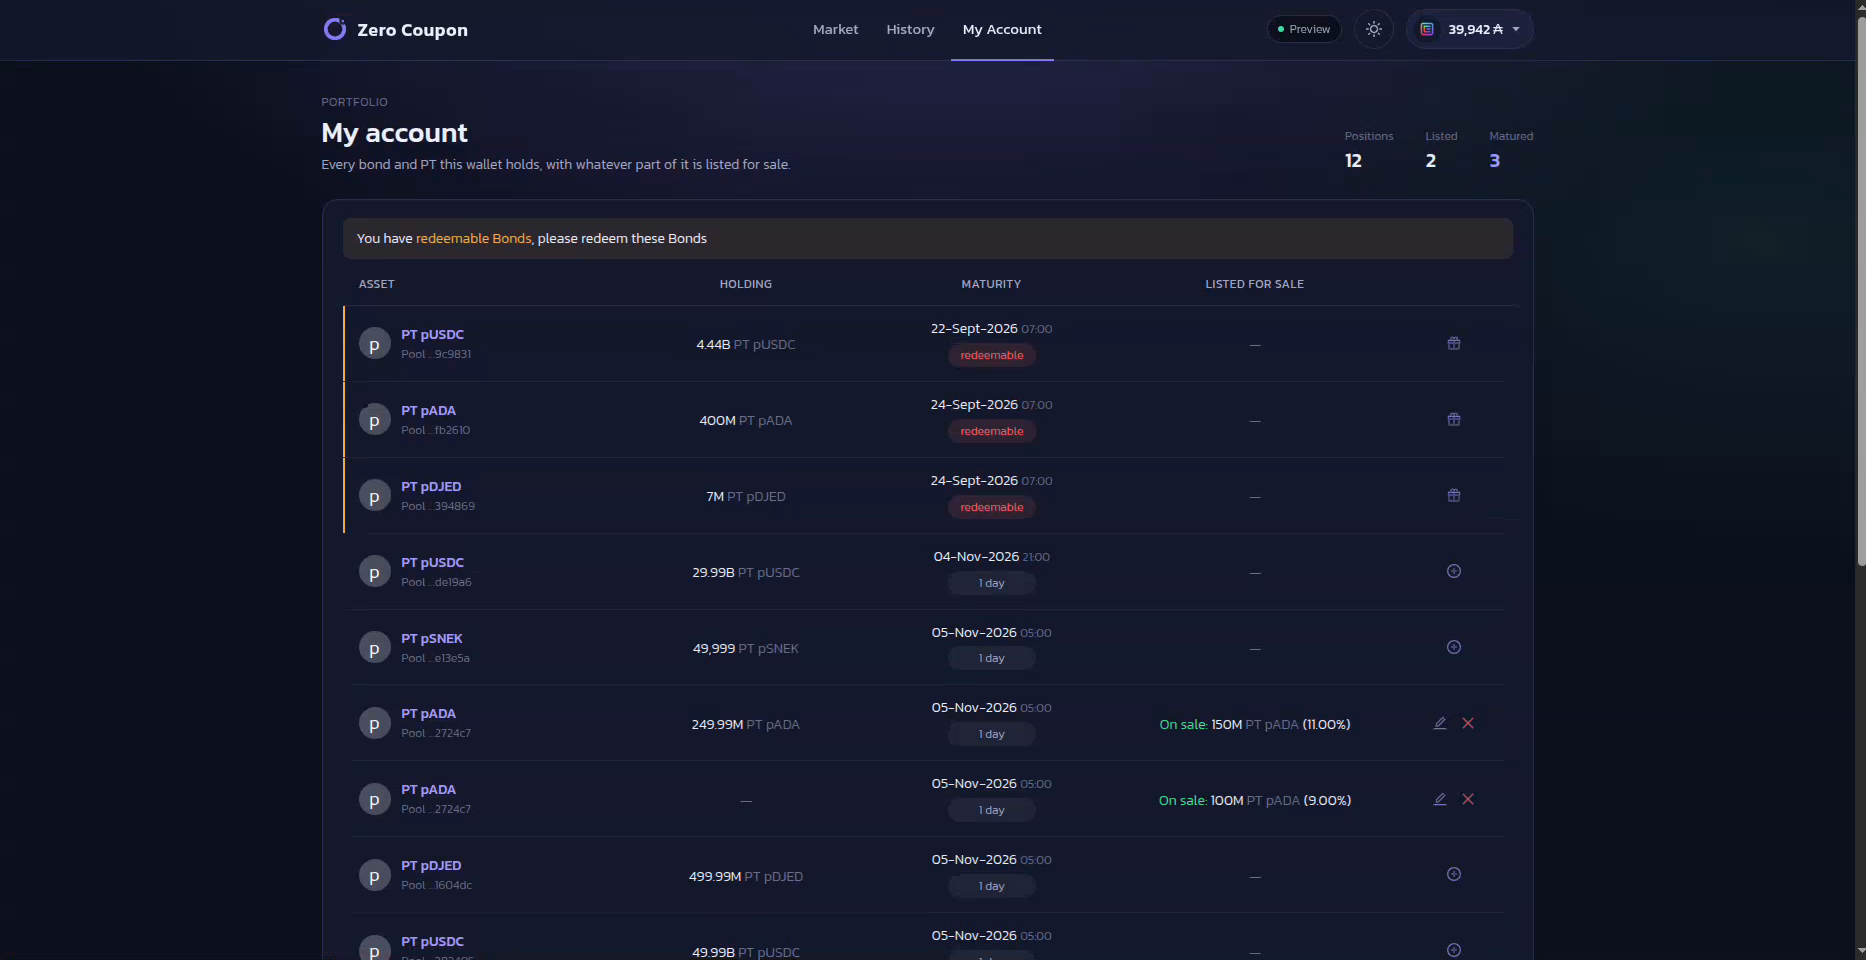 Zero Coupon
Market
History
My Account
Preview
39,942 ₳
PORTFOLIO
My account
Every bond and PT this wallet holds, with whatever part of it is listed for sale.
Positions
Listed
Matured
12
2
3
You have redeemable Bonds, please redeem these Bonds
ASSET
HOLDING
MATURITY
LISTED FOR SALE
p
PT pUSDC
Pool ...9c9831
4.44B PT pUSDC
22-Sept-2026 07:00
redeemable
—
p
PT pADA
Pool ...fb2610
400M PT pADA
24-Sept-2026 07:00
redeemable
—
p
PT pDJED
Pool ...394869
7M PT pDJED
24-Sept-2026 07:00
redeemable
—
p
PT pUSDC
Pool ...de19a6
29.99B PT pUSDC
04-Nov-2026 21:00
1 day
—
p
PT pSNEK
Pool ...e13e5a
49,999 PT pSNEK
05-Nov-2026 05:00
1 day
—
p
PT pADA
Pool ...2724c7
249.99M PT pADA
05-Nov-2026 05:00
1 day
On sale: 150M PT pADA (11.00%)
p
PT pADA
Pool ...2724c7
—
05-Nov-2026 05:00
1 day
On sale: 100M PT pADA (9.00%)
p
PT pDJED
Pool ...1604dc
499.99M PT pDJED
05-Nov-2026 05:00
1 day
—
p
PT pUSDC
49.99B PT pUSDC
05-Nov-2026 05:00
—